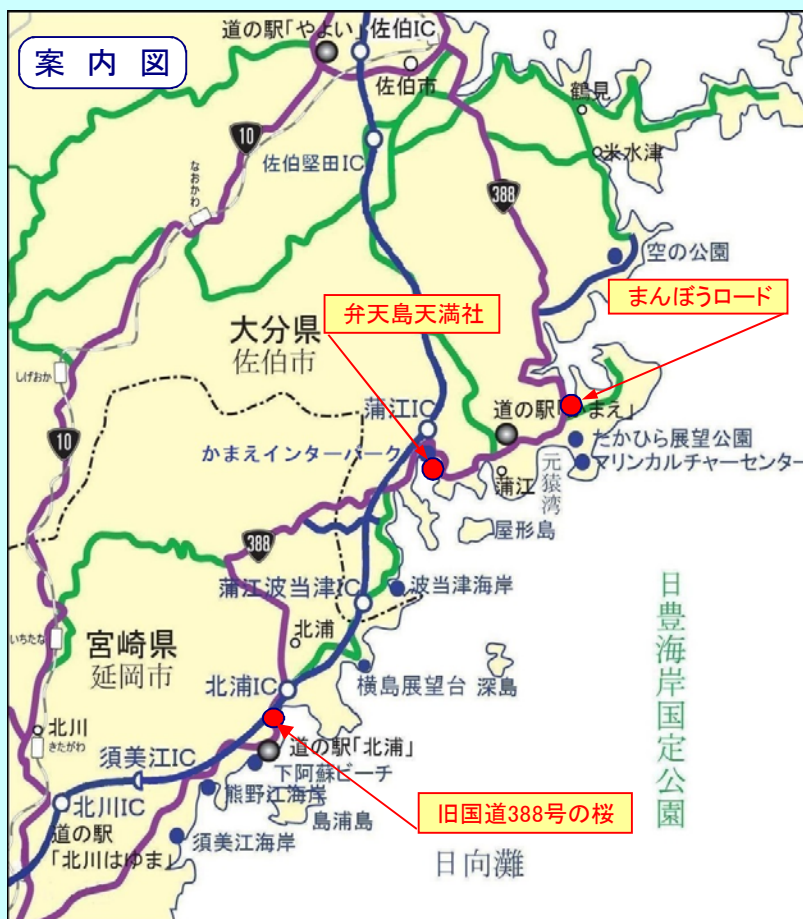 案内図
道の駅「やよい」
佐伯IC
佐伯市
鶴見
10
佐伯堅田IC
米水津
なおかわ
388
空の公園
弁天島天満社
まんぼうロード
大分県
佐伯市
しげおか
蒲江IC
道の駅「かまえ」
10
かまえインターパーク
たかひら展望公園
マリンカルチャーセンター
蒲江
元猿湾
屋形島
388
蒲江波当津IC
波当津海岸
日豊海岸国定公園
いちたな
宮崎県
延岡市
北浦
北浦IC
横島展望台
深島
北川
きたがわ
須美江IC
道の駅「北浦」
下阿蘇ビーチ
北川IC
熊野江海岸
島浦島
旧国道388号の桜
道の駅
「北川はゆま」
須美江海岸
日向灘